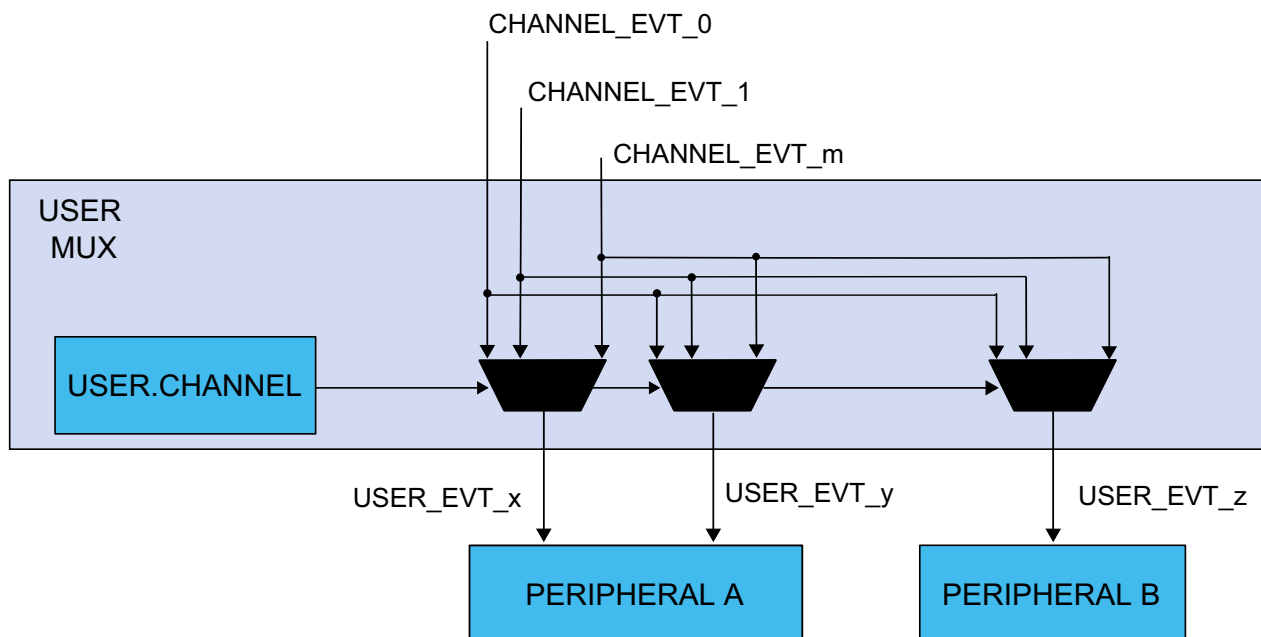 CHANNEL_EVT_0
CHANNEL_EVT_1
CHANNEL_EVT_m
USER
MUX
USER.CHANNEL
USER_EVT_x
USER_EVT_y
USER_EVT_z
PERIPHERAL A
PERIPHERAL B